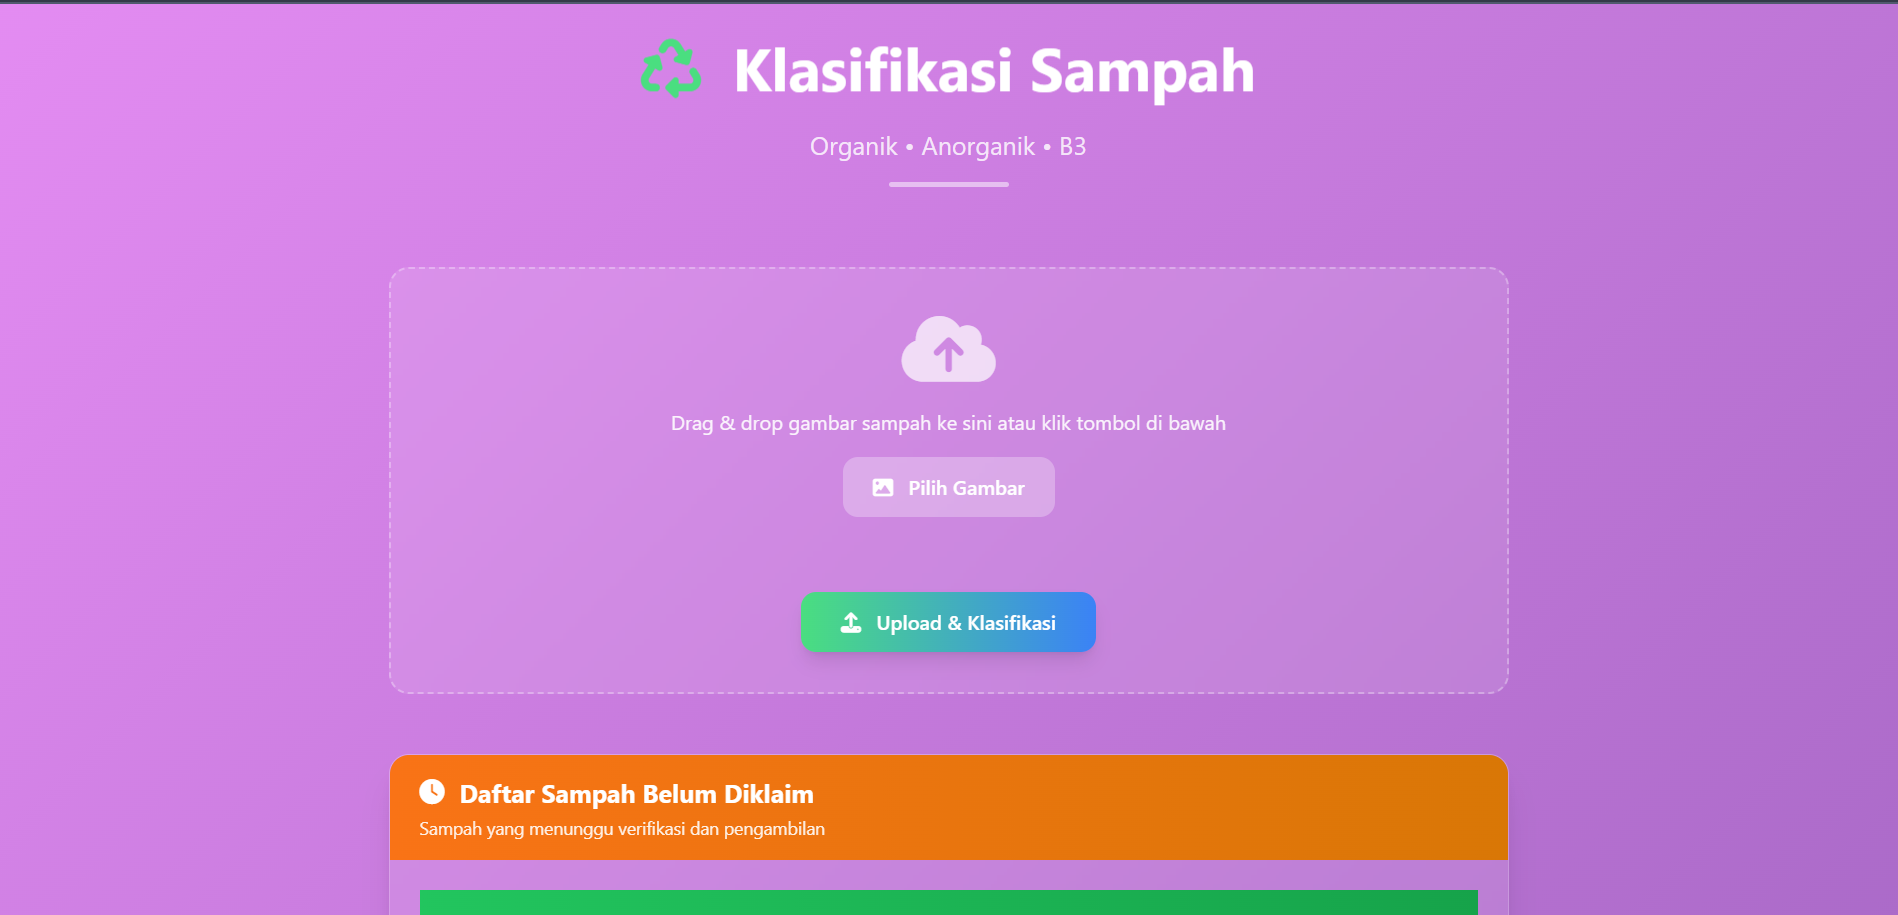 Klasifikasi Sampah
Organik • Anorganik • B3
Drag & drop gambar sampah ke sini atau klik tombol di bawah
Pilih Gambar
Upload & Klasifikasi
Daftar Sampah Belum Diklaim
Sampah yang menunggu verifikasi dan pengambilan